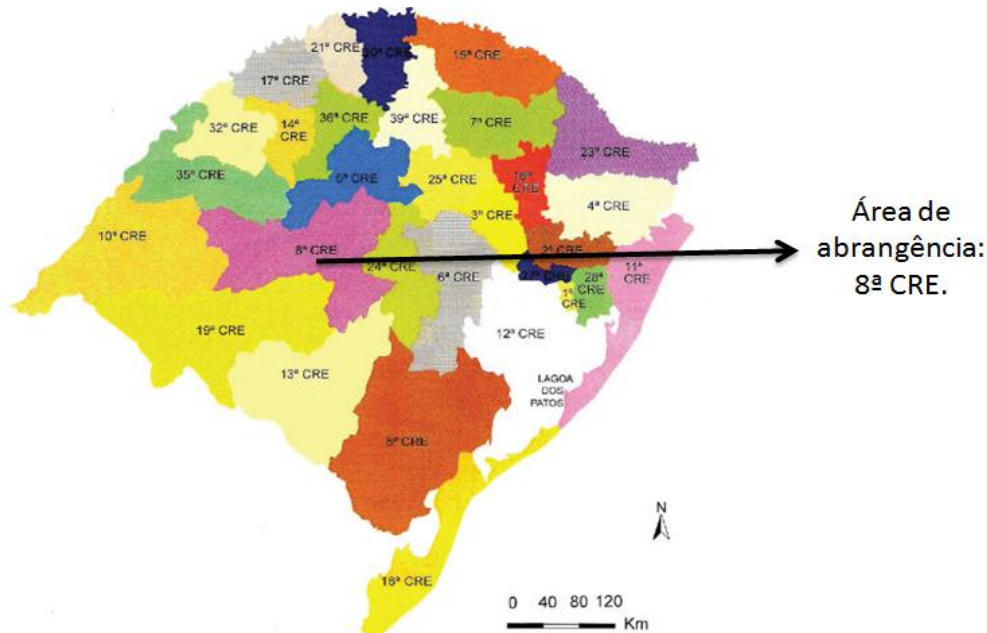 21ª CRE
20ª CRE
15ª CRE
17ª CRE
36ª CRE
39ª CRE
7ª CRE
32ª CRE
14ª
CRE
23ª CRE
35ª CRE
9ª CRE
25ª CRE
16ª
CRE
3ª CRE
4ª CRE
10ª CRE
8ª CRE
24ª CRE
6ª CRE
2ª CRE
27ª CRE
28ª
CRE
1ª
CRE
11ª
CRE
19ª CRE
12ª CRE
13ª CRE
LAGOA
DOS
PATOS
5ª CRE
18ª CRE
N
0 40 80 120
Km
Área de
abrangência:
8ª CRE.